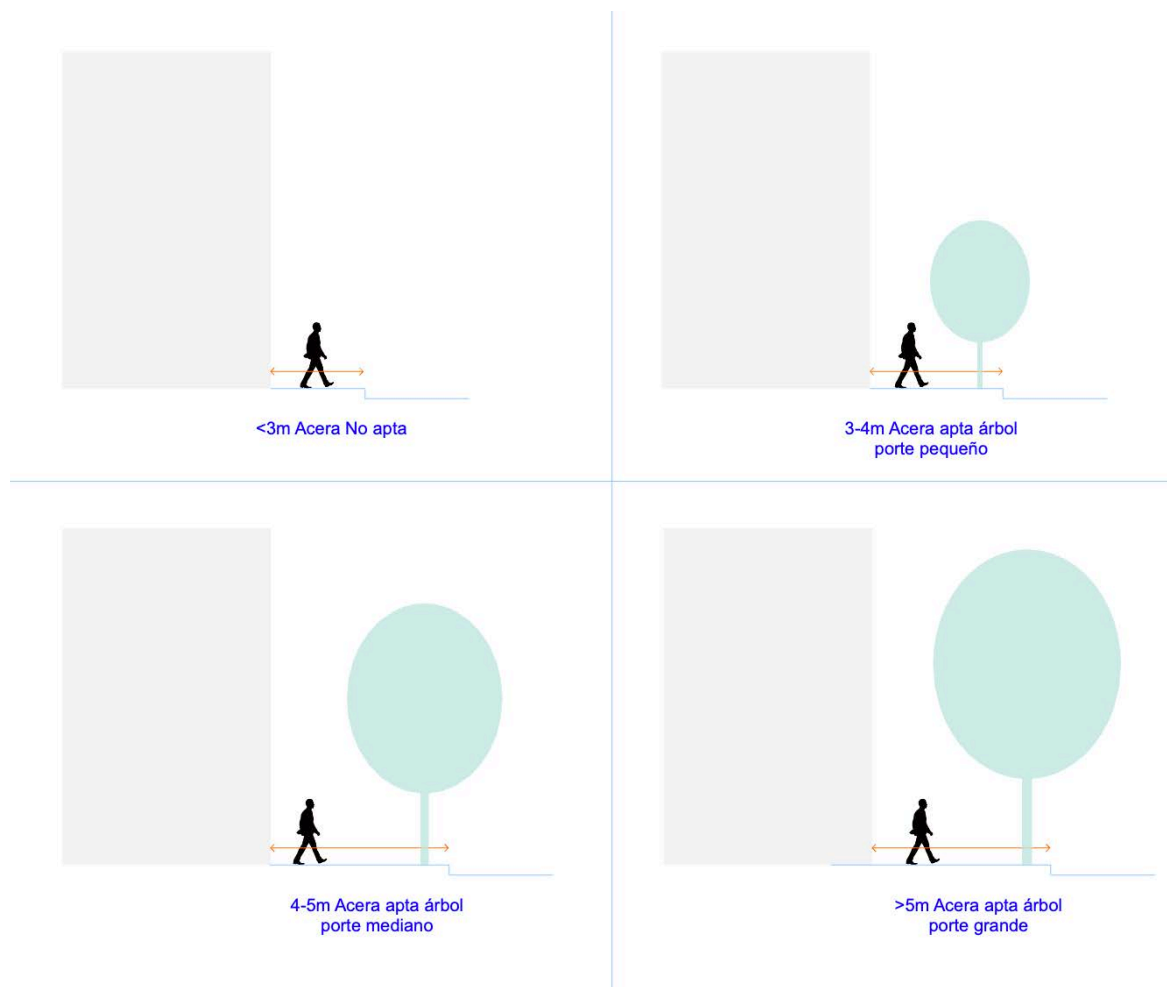 <3m Acera No apta
3-4m Acera apta árbol
porte pequeño
4-5m Acera apta árbol
porte mediano
>5m Acera apta árbol
porte grande